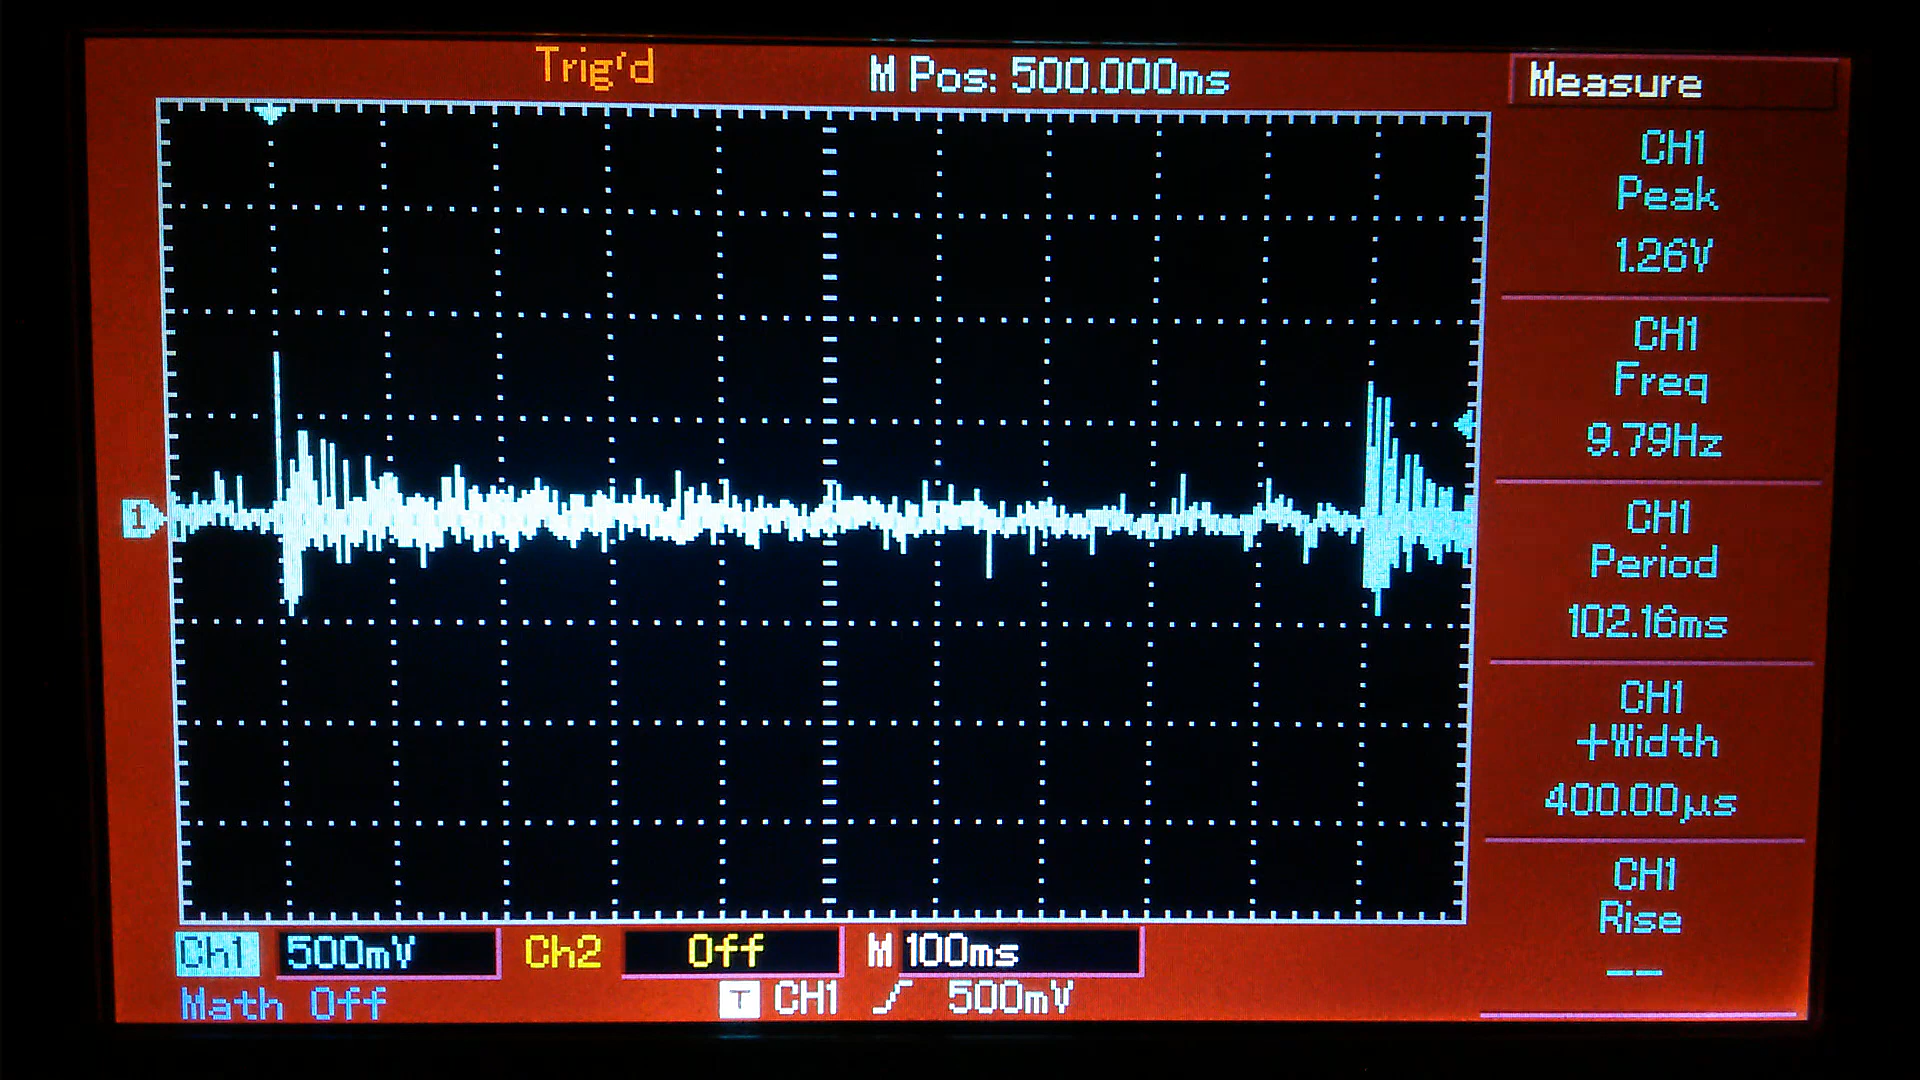 Trig'd M Pos: 500.000ms
Measure
CH1
Peak
1.26V
CH1
Freq
9.79Hz
CH1
Period
102.16ms
CH1
+Width
400.00µs
CH1
Rise
--
1
Ch1 500mV Ch2 Off M 100ms
Math Off T CH1 500mV